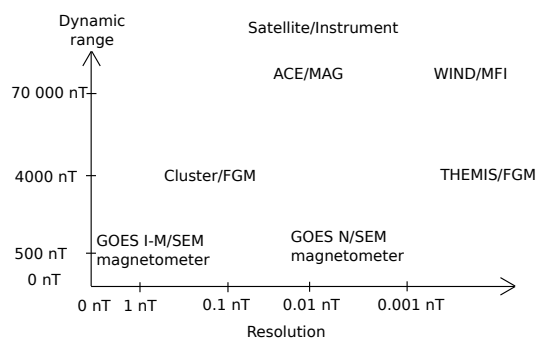 Dynamic
range
Satellite/Instrument
ACE/MAG
WIND/MFI
70 000 nT
4000 nT
Cluster/FGM
THEMIS/FGM
GOES I-M/SEM
magnetometer
GOES N/SEM
magnetometer
500 nT
0 nT
0 nT
1 nT
0.1 nT
0.01 nT
0.001 nT
Resolution